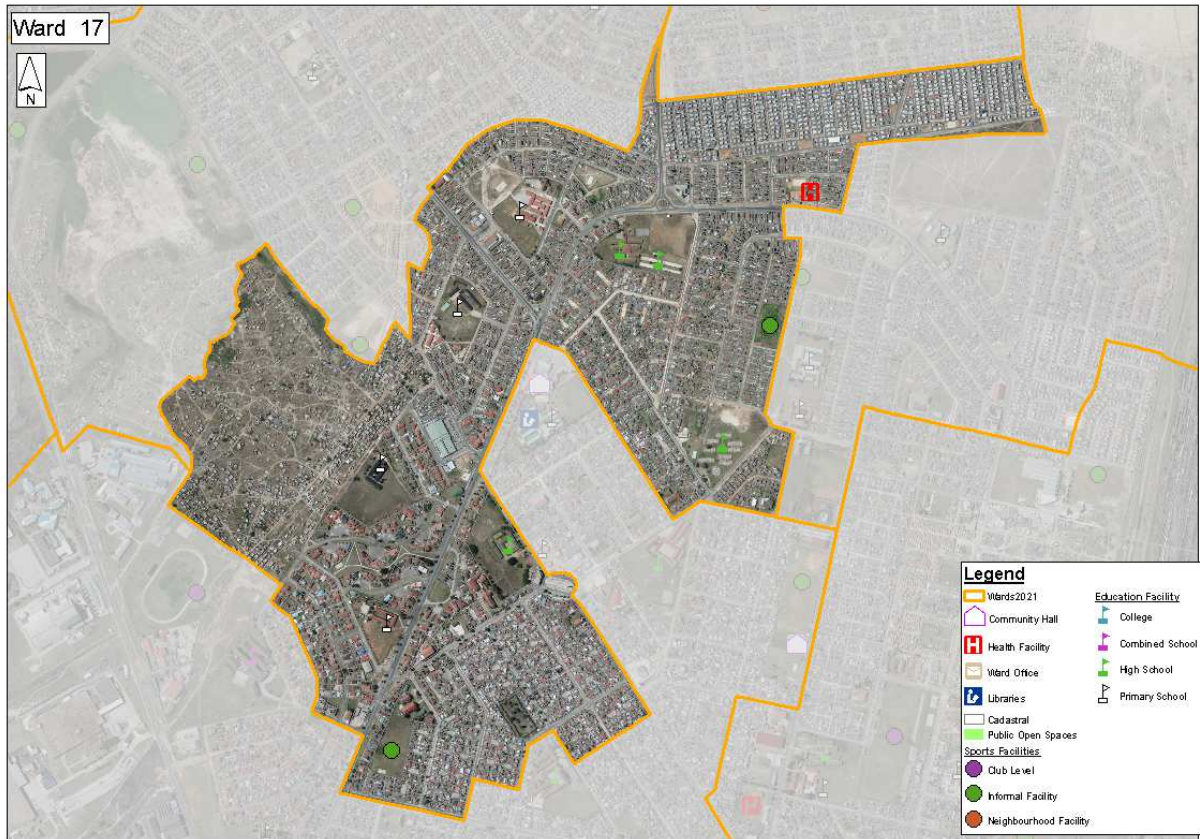 Ward 17
N
Legend
Wards2021
Community Hall
Health Facility
Ward Office
Libraries
Cadastral
Public Open Spaces
Sports Facilities
Club Level
Informal Facility
Neighbourhood Facility
Education Facility
College
Combined School
High School
Primary School